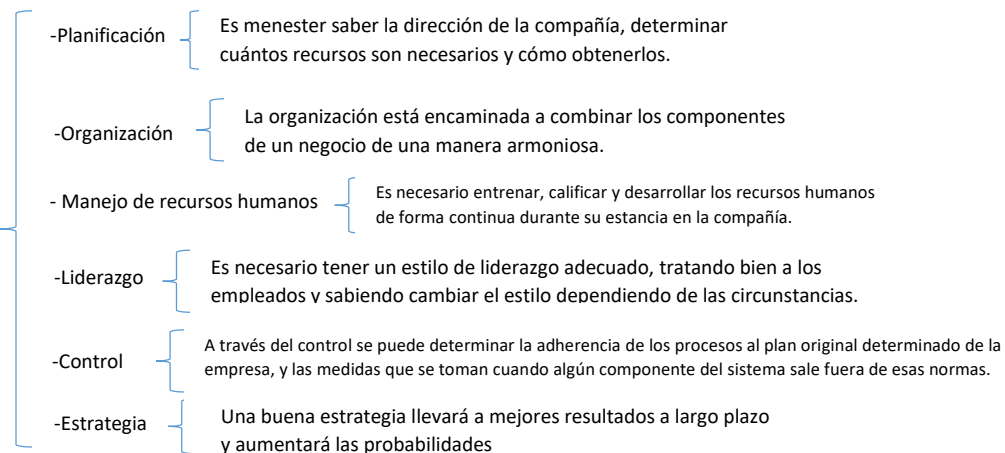 -Planificación
Es menester saber la dirección de la compañía, determinar
cuántos recursos son necesarios y cómo obtenerlos.
-Organización
La organización está encaminada a combinar los componentes
de un negocio de una manera armoniosa.
- Manejo de recursos humanos
Es necesario entrenar, calificar y desarrollar los recursos humanos
de forma continua durante su estancia en la compañía.
-Liderazgo
Es necesario tener un estilo de liderazgo adecuado, tratando bien a los
empleados y sabiendo cambiar el estilo dependiendo de las circunstancias.
-Control
A través del control se puede determinar la adherencia de los procesos al plan original determinado de la
empresa, y las medidas que se toman cuando algún componente del sistema sale fuera de esas normas.
-Estrategia
Una buena estrategia llevará a mejores resultados a largo plazo
y aumentará las probabilidades